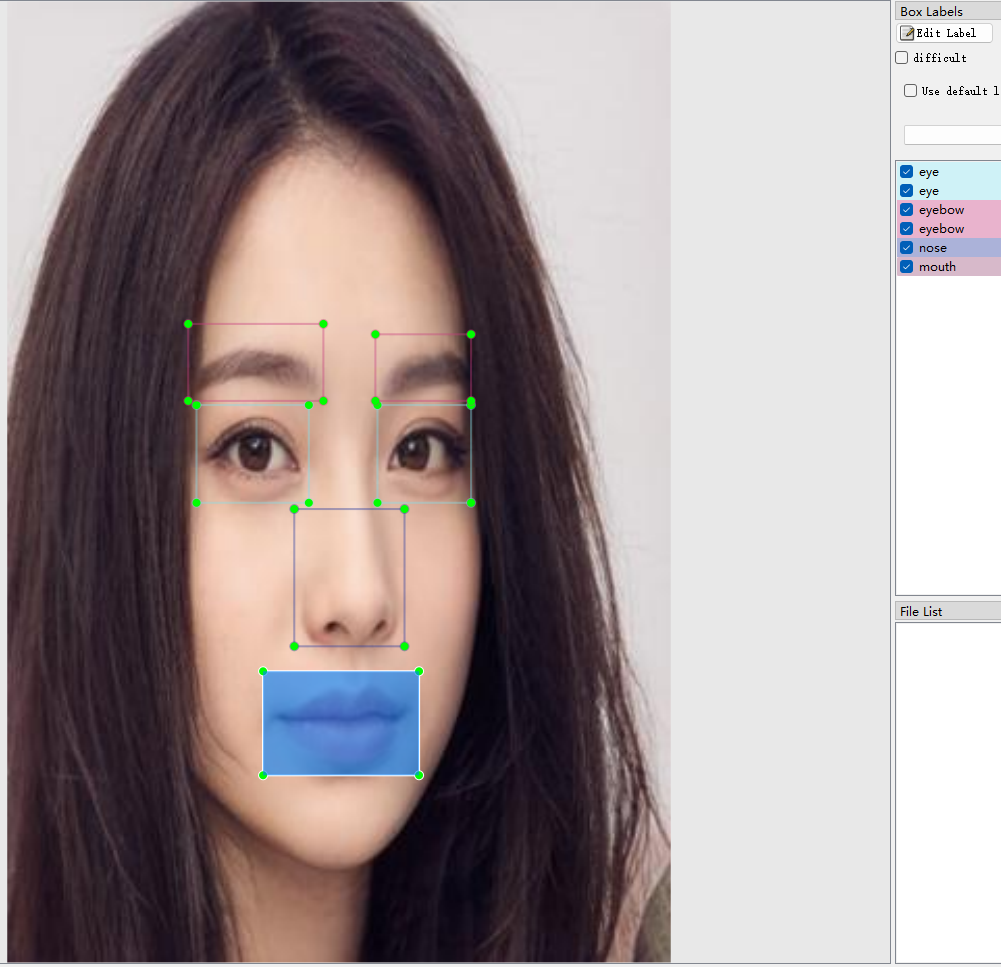 Box Labels
Edit Label
difficult
Use default l
eye
eye
eyebow
eyebow
nose
mouth
File List